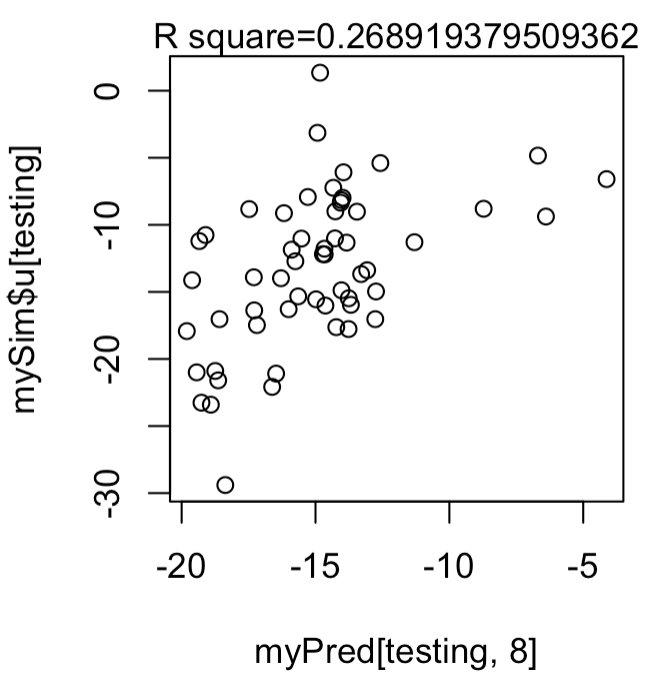 R square=0.268919379509362
0
-10
-20
-30
mySim$u[testing]
-20 -15 -10 -5
myPred[testing, 8]